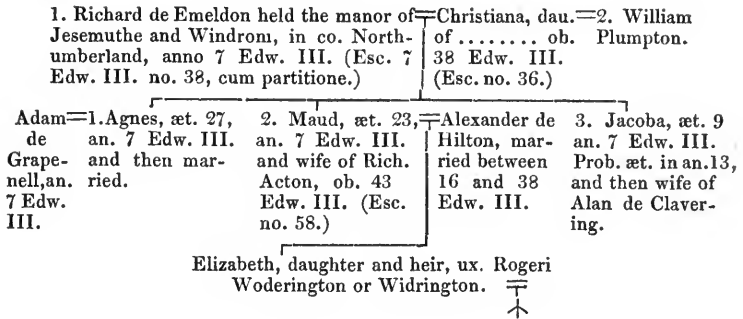 1. Richard de Emeldon held the manor of
Jesemuthe and Windrom, in co. North-
umberland, anno 7 Edw. III. (Esc. 7
Edw. III. no. 38, cum partitione.)
Christiana, dau.
of ........ ob.
38 Edw. III.
(Esc. no. 36.)
2. William
Plumpton.
Adam
de
Grape-
nell, an.
7 Edw.
III.
1. Agnes, æt. 27,
an. 7 Edw. III.
and then mar-
ried.
2. Maud, æt. 23,
an. 7 Edw. III.
and wife of Rich.
Acton, ob. 43
Edw. III. (Esc.
no. 58.)
Alexander de
Hilton, mar-
ried between
16 and 38
Edw. III.
3. Jacoba, æt. 9
an. 7 Edw. III.
Prob. æt. in an. 13,
and then wife of
Alan de Claver-
ing.
Elizabeth, daughter and heir, ux. Rogeri
Woderington or Widrington.